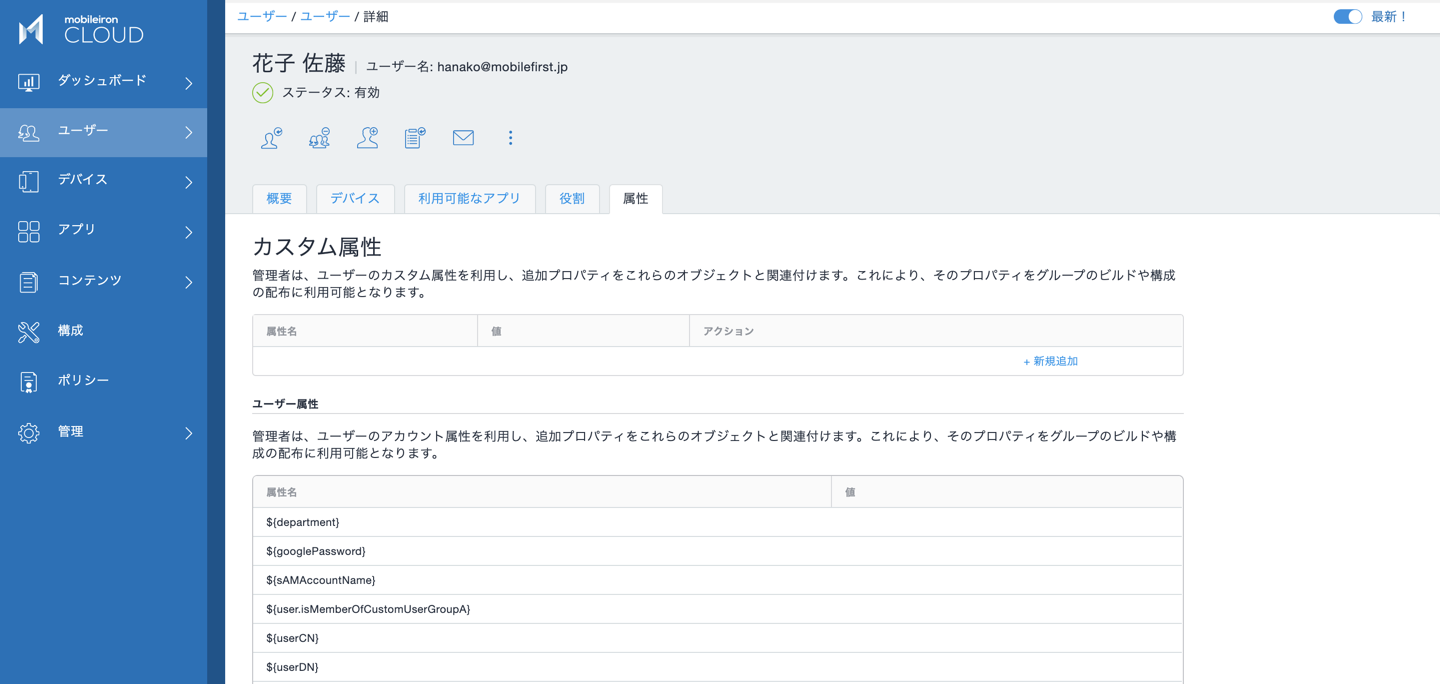 mobileiron
CLOUD
ダッシュボード
ユーザー
デバイス
アプリ
コンテンツ
構成
ポリシー
管理
ユーザー / ユーザー / 詳細
最新！
花子 佐藤 | ユーザー名: hanako@mobilefirst.jp
ステータス: 有効
概要
デバイス
利用可能なアプリ
役割
属性
カスタム属性
管理者は、ユーザーのカスタム属性を利用し、追加プロパティをこれらのオブジェクトと関連付けます。これにより、そのプロパティをグループのビルドや構成
の配布に利用可能となります。
属性名 値 アクション
+ 新規追加
ユーザー属性
管理者は、ユーザーのアカウント属性を利用し、追加プロパティをこれらのオブジェクトと関連付けます。これにより、そのプロパティをグループのビルドや構
成の配布に利用可能となります。
属性名 値
${department}
${googlePassword}
${sAMAccountName}
${user.isMemberOfCustomUserGroupA}
${userCN}
${userDN}